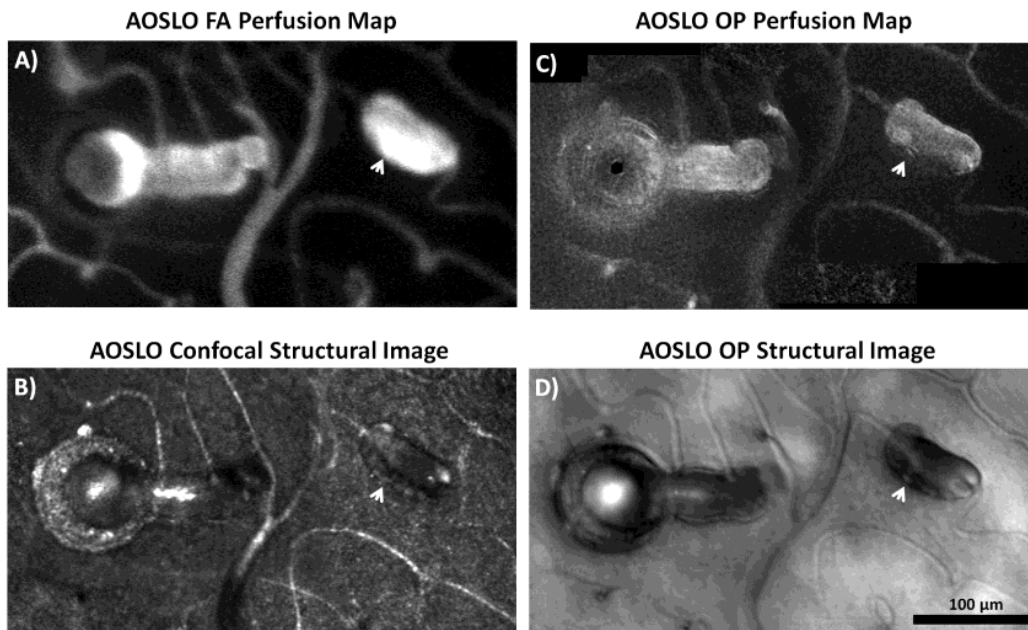 AOSLO FA Perfusion Map
A)
AOSLO OP Perfusion Map
C)
AOSLO Confocal Structural Image
B)
AOSLO OP Structural Image
D)
100 µm